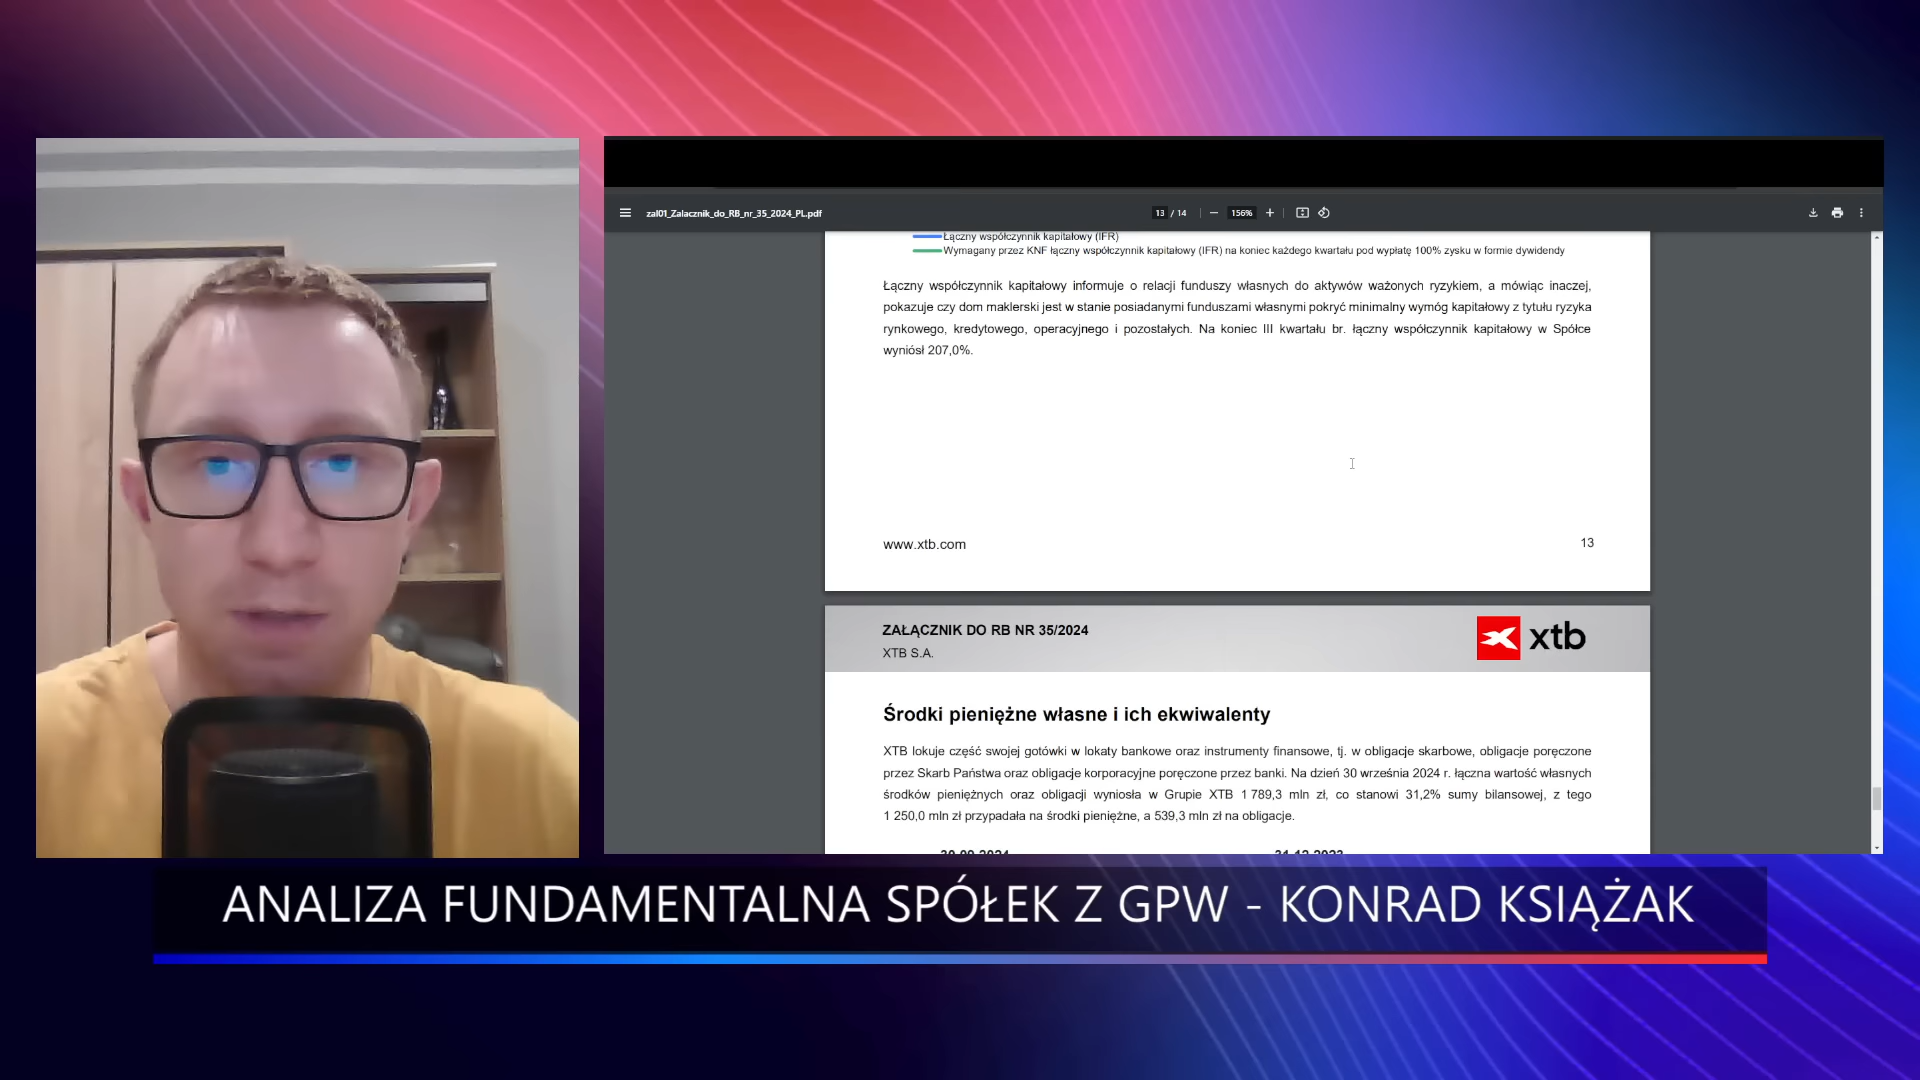 zal01_Zalacznik_do_RB_nr_35_2024_PL.pdf
13 / 14
156%
Łączny współczynnik kapitałowy (IFR)
Wymagany przez KNF łączny współczynnik kapitałowy (IFR) na koniec każdego kwartału pod wypłatę 100% zysku w formie dywidendy
Łączny współczynnik kapitałowy informuje o relacji funduszy własnych do aktywów ważonych ryzykiem, a mówiąc inaczej,
pokazuje czy dom maklerski jest w stanie posiadanymi funduszami własnymi pokryć minimalny wymóg kapitałowy z tytułu ryzyka
rynkowego, kredytowego, operacyjnego i pozostałych. Na koniec III kwartału br. łączny współczynnik kapitałowy w Spółce
wyniósł 207,0%.
www.xtb.com
13
ZAŁĄCZNIK DO RB NR 35/2024
XTB S.A.
xtb
Środki pieniężne własne i ich ekwiwalenty
XTB lokuje część swojej gotówki w lokaty bankowe oraz instrumenty finansowe, tj. w obligacje skarbowe, obligacje poręczone
przez Skarb Państwa oraz obligacje korporacyjne poręczone przez banki. Na dzień 30 września 2024 r. łączna wartość własnych
środków pieniężnych oraz obligacji wyniosła w Grupie XTB 1 789,3 mln zł, co stanowi 31,2% sumy bilansowej, z tego
1 250,0 mln zł przypadała na środki pieniężne, a 539,3 mln zł na obligacje.
30.09.2024 31.12.2023
ANALIZA FUNDAMENTALNA SPÓŁEK Z GPW - KONRAD KSIĄŻAK